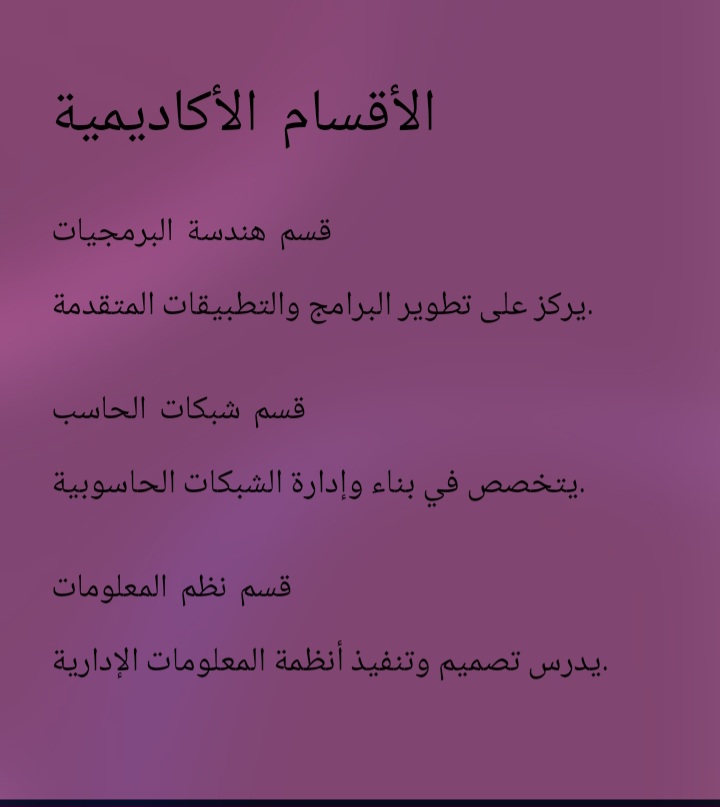 الأقسام الأكاديمية
قسم هندسة البرمجيات
يركز على تطوير البرامج والتطبيقات المتقدمة.
قسم شبكات الحاسب
يتخصص في بناء وإدارة الشبكات الحاسوبية.
قسم نظم المعلومات
يدرس تصميم وتنفيذ أنظمة المعلومات الإدارية.